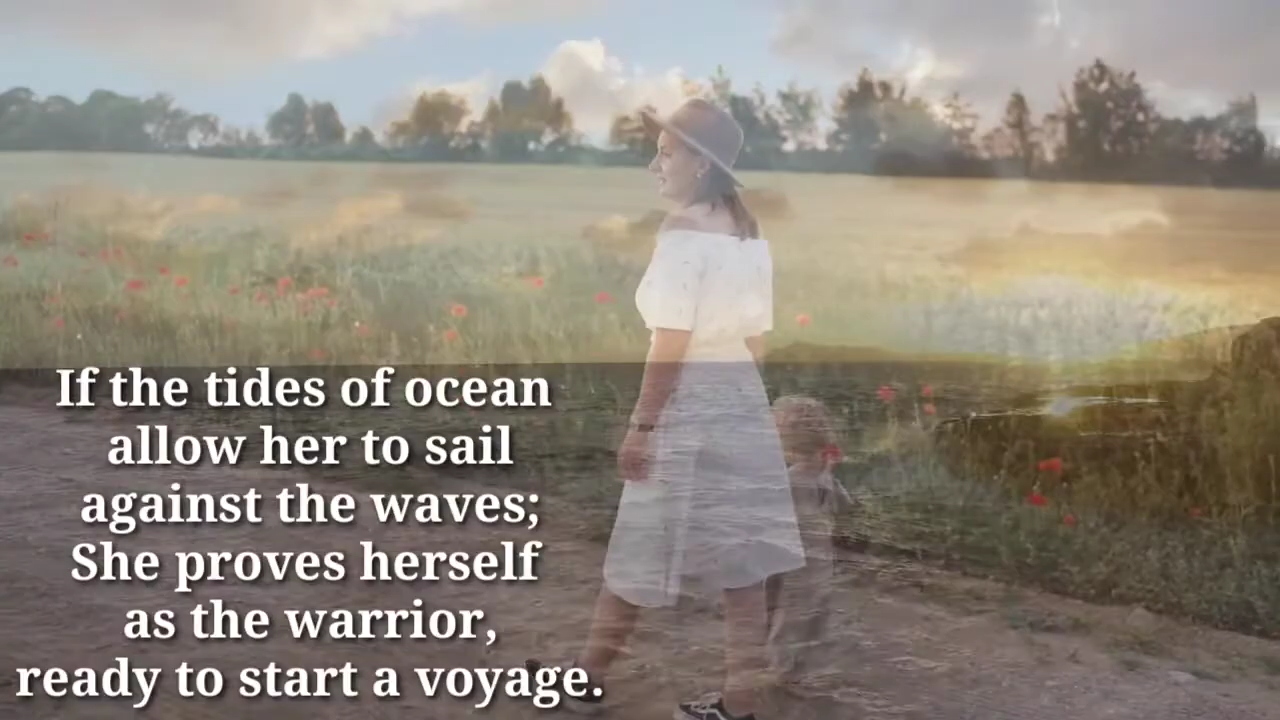 If the tides of ocean
allow her to sail
against the waves;
She proves herself
as the warrior,
ready to start a voyage.